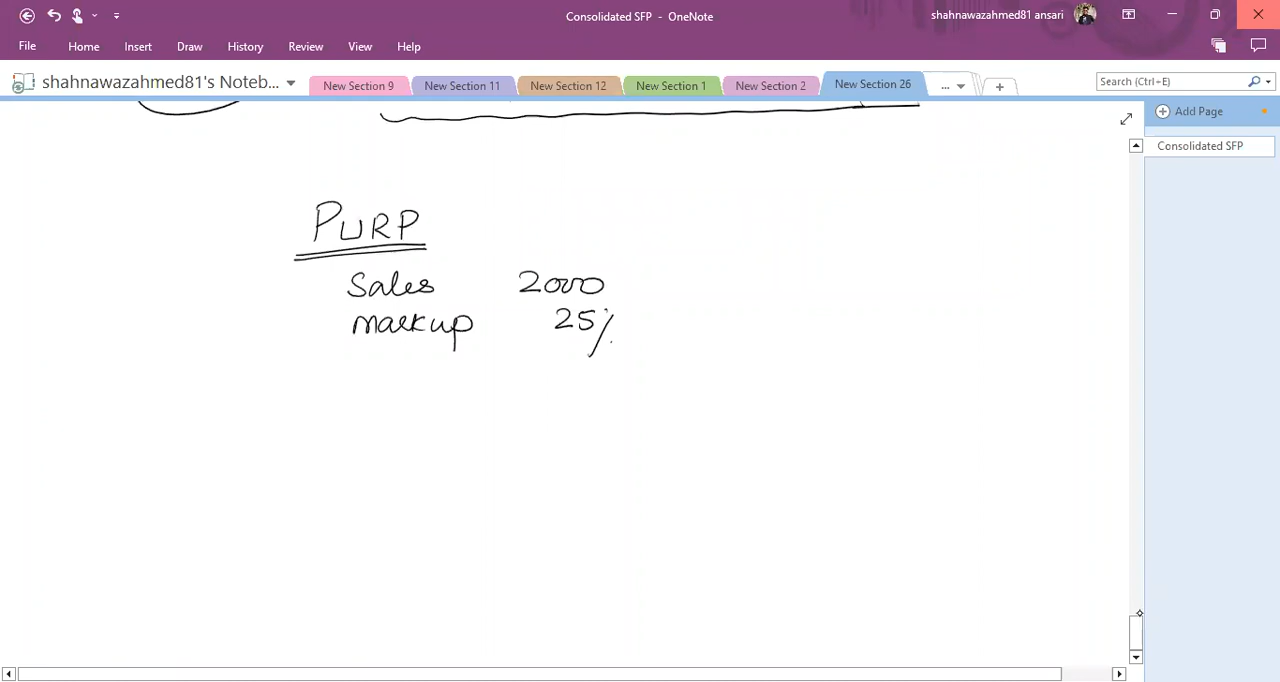 Consolidated SFP - OneNote
shahnawazahmed81 ansari
File Home Insert Draw History Review View Help
shahnawazahmed81's Noteb... New Section 9 New Section 11 New Section 12 New Section 1 New Section 2 New Section 26 ... + Search (Ctrl+E)
Add Page
Consolidated SFP
PURP
Sales 2000
markup 25%